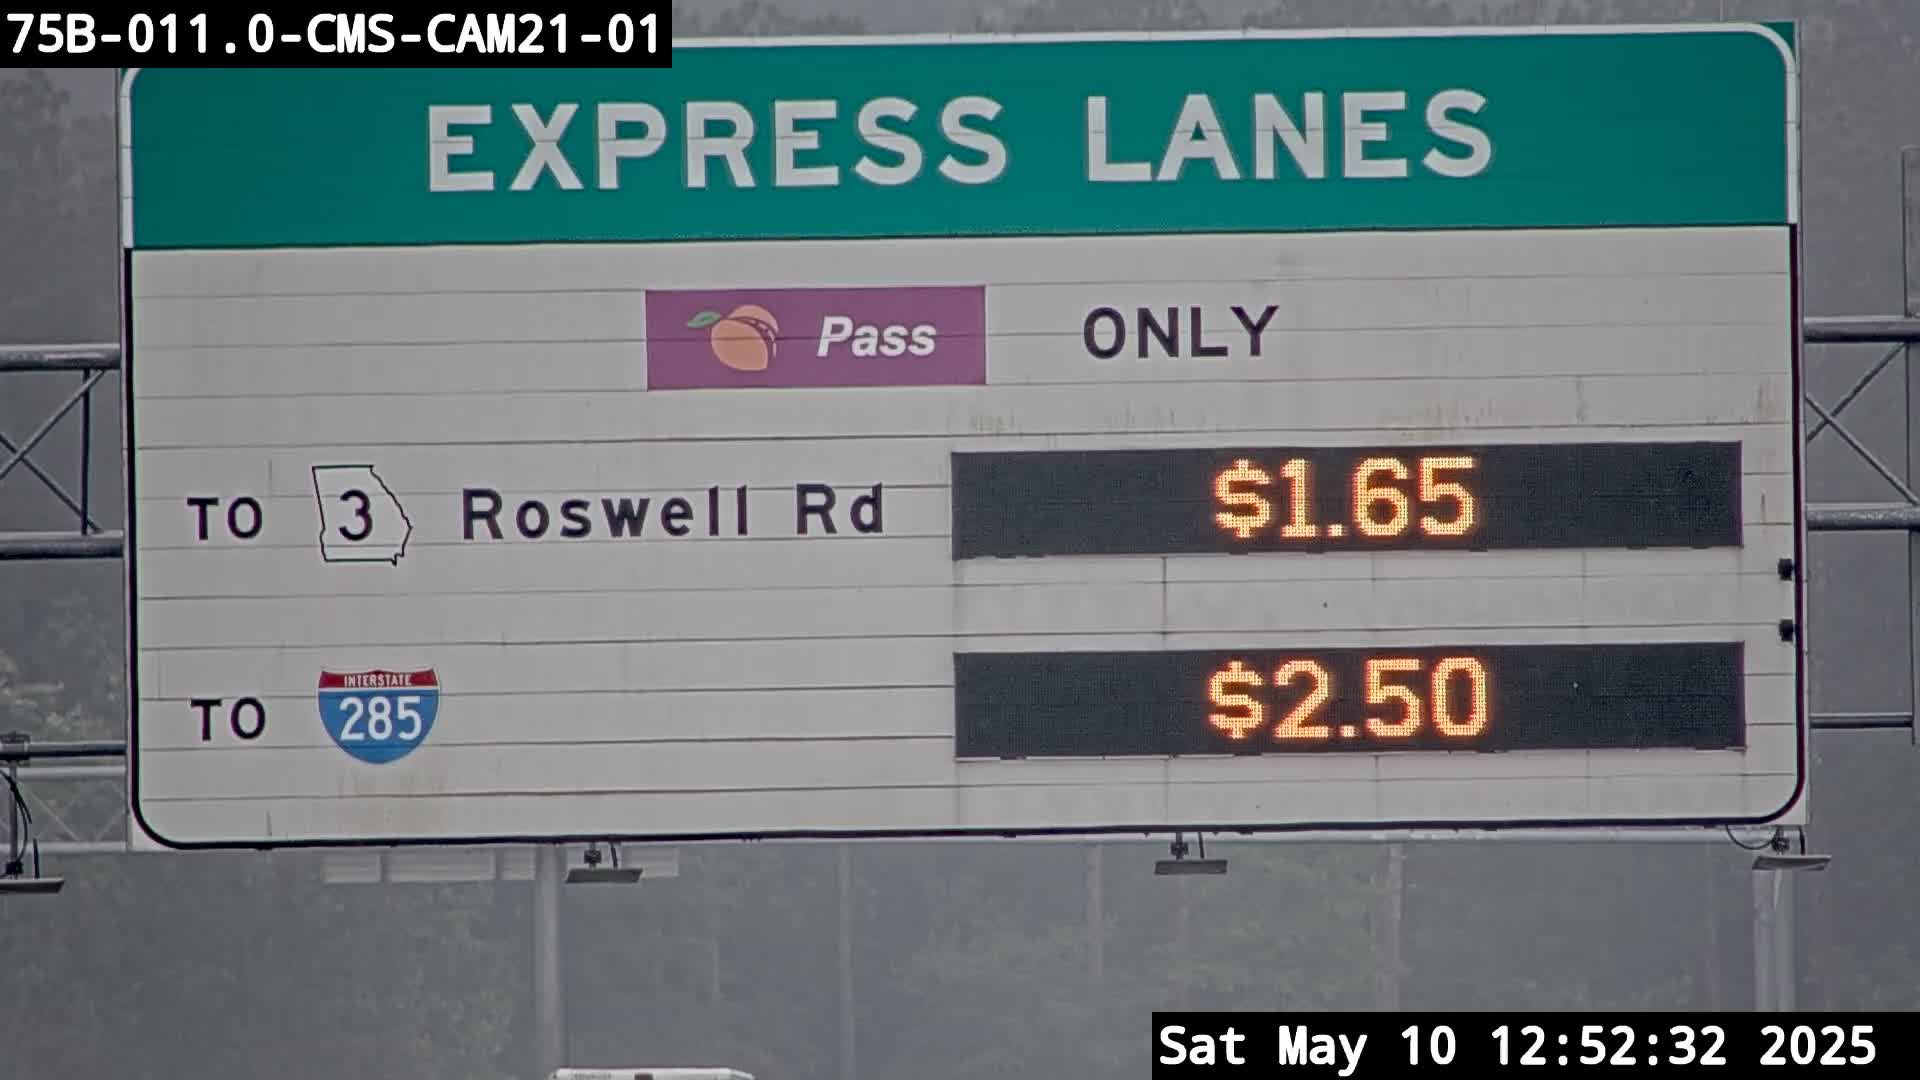 75B-011.0-CMS-CAM21-01
EXPRESS LANES
Pass ONLY
TO 3 Roswell Rd $1.65
TO INTERSTATE 285 $2.50
Sat May 10 12:52:32 2025